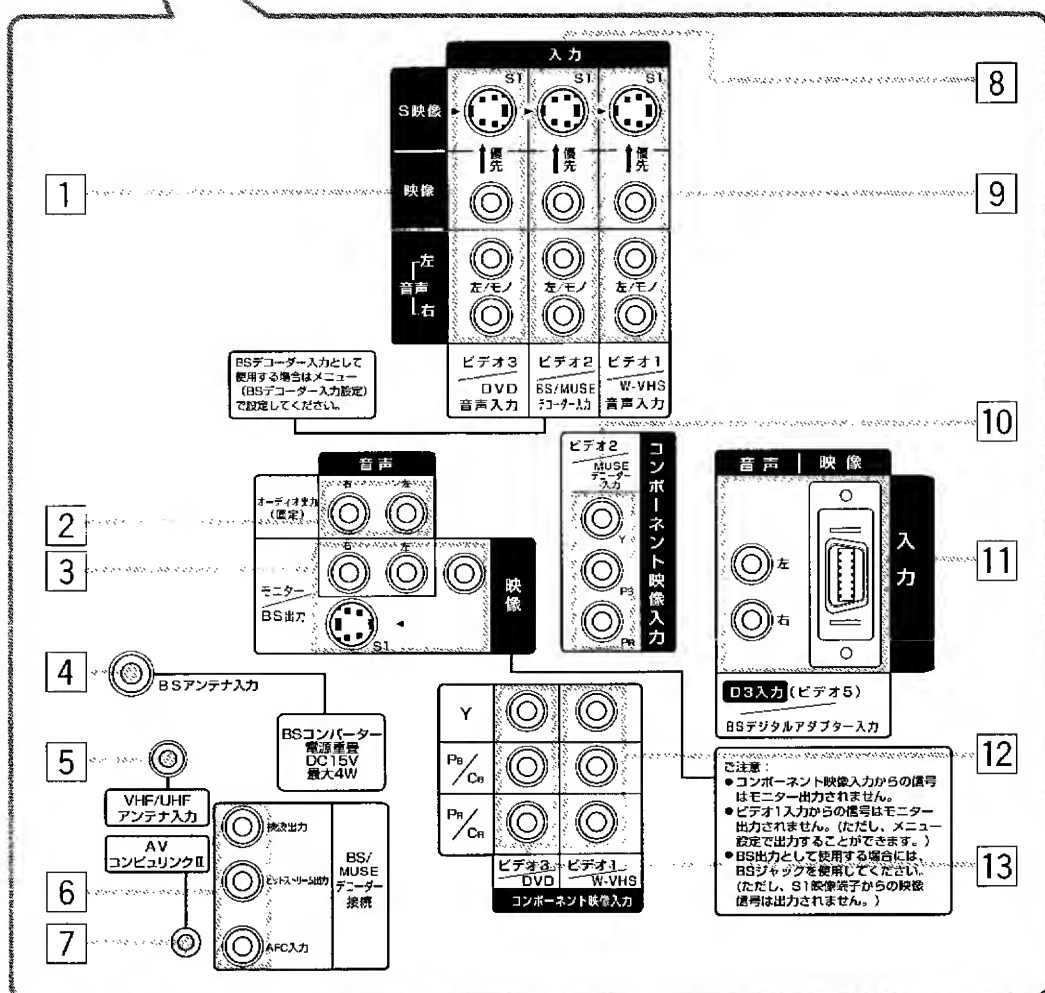 入力
S1 S1 S1
S映像
優先 優先 優先
映像
左
音声
右
左/モノ 左/モノ 左/モノ
ビデオ3 ビデオ2 ビデオ1
DVD BS/MUSE W-VHS
音声入力 デコーダー入力 音声入力
BSデコーダー入力として
使用する場合はメニュー
(BSデコーダー入力設定)
で設定してください。
1
8
9
10
音声
オーディオ出力
(固定)
右 左
2
3
右 左
モニター
BS出力
S1
映像
ビデオ2
MUSE
デコーダー
入力
Y
PB
PR
コンポーネント映像入力
音声 映像
左
右
入力
11
D3入力(ビデオ5)
BSデジタルアダプター入力
4
BSアンテナ入力
BSコンバーター
電源重畳
DC15V
最大4W
5
VHF/UHF
アンテナ入力
AV
コンピュリンクⅡ
6
7
検波出力
ビットストリーム出力
AFC入力
BS/
MUSE
デコーダー
接続
Y
PB/CB
PR/CR
ビデオ3 ビデオ1
DVD W-VHS
コンポーネント映像入力
12
13
ご注意:
●コンポーネント映像入力からの信号
はモニター出力されません。
●ビデオ1入力からの信号はモニター
出力されません。(ただし、メニュー
設定で出力することができます。)
●BS出力として使用する場合には、
BSジャックを使用してください。
(ただし、S1映像端子からの映像
信号は出力されません。)